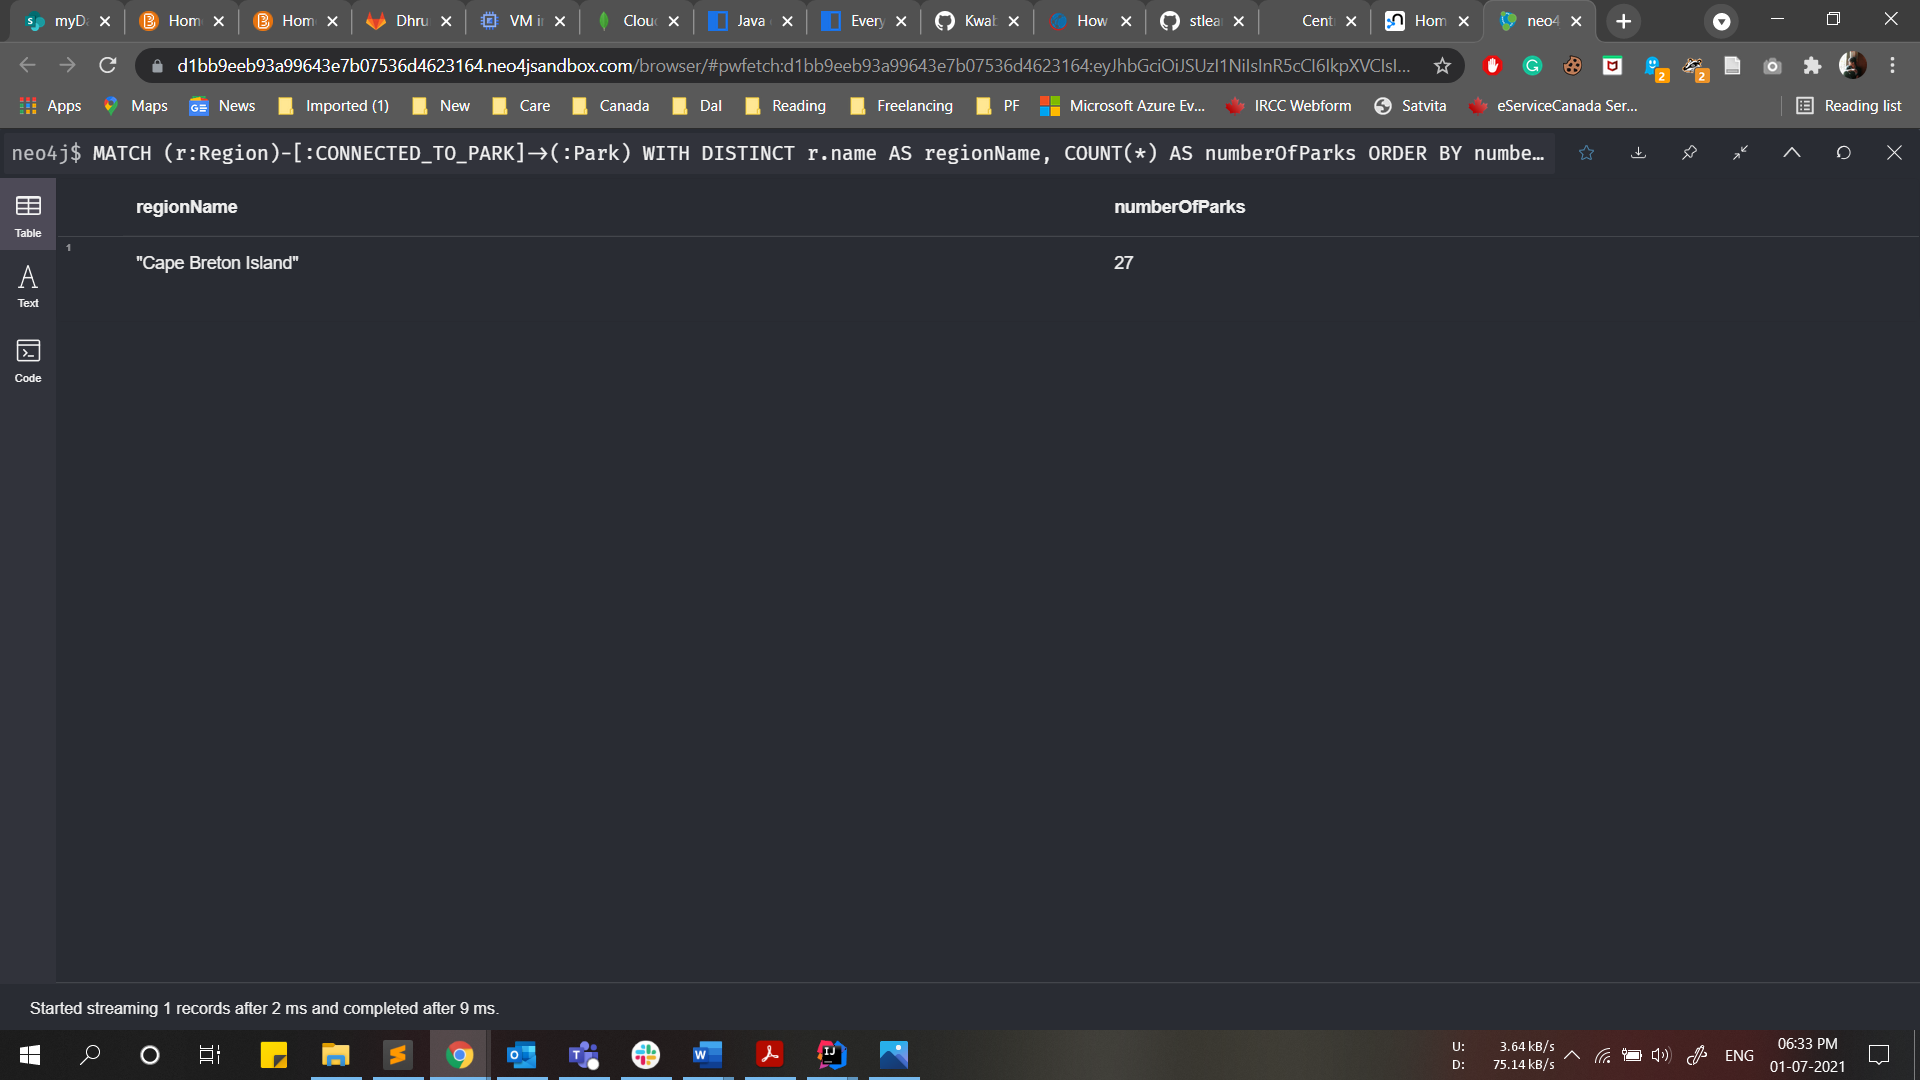 myDa Hom Hom Dhru VM i Clou Java Every Kwab How stlea Cent Hom neo4
d1bb9eeb93a99643e7b07536d4623164.neo4jsandbox.com/browser/#pwfetch:d1bb9eeb93a99643e7b07536d4623164:eyJhbGciOiJSUzI1NiIsInR5cCI6IkpXVCIsI...
2 2
Apps Maps News Imported (1) New Care Canada Dal Reading Freelancing PF Microsoft Azure Ev... IRCC Webform Satvita eServiceCanada Ser... Reading list
neo4j$ MATCH (r:Region)-[:CONNECTED_TO_PARK]→(:Park) WITH DISTINCT r.name AS regionName, COUNT(*) AS numberOfParks ORDER BY numbe…
regionName numberOfParks
Table
1
"Cape Breton Island" 27
Text
Code
Started streaming 1 records after 2 ms and completed after 9 ms.
U: 3.64 kB/s
D: 75.14 kB/s
ENG
06:33 PM
01-07-2021